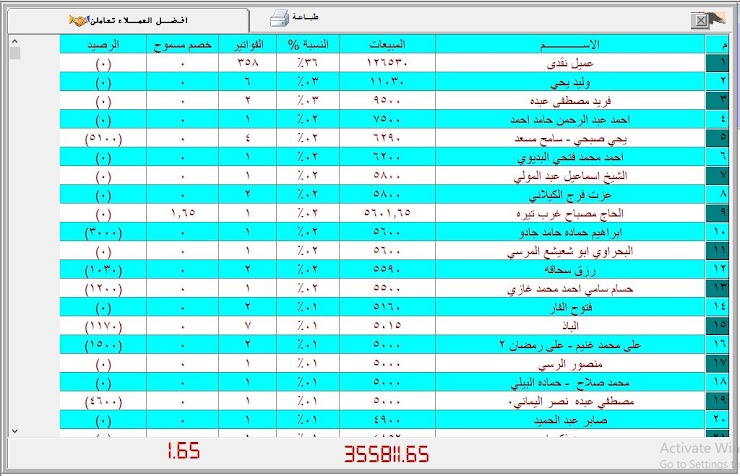 افضل العملاء تعاملن طباعة
م الاســـــم المبيعات النسبة % الفواتير خصم مسموح الرصيد
١ عميل نقدى ١٢٦٥٣٠ ٣٦٪ ٣٥٨ ٠ (٠)
٢ وليد يحي ١١٠٣٠ ٠٣٪ ٦ ٠ (٠)
٣ فريد مصطفى عبده ٩٥٠٠ ٠٣٪ ٢ ٠ (٠)
٤ احمد عبد الرحمن حامد احمد ٧٥٠٠ ٠٢٪ ١ ٠ (٠)
٥ يحي صبحي - سامح مسعد ٦٢٩٠ ٠٢٪ ٤ ٠ (٥١٠٠)
٦ احمد محمد فتحي البديوي ٦٢٠٠ ٠٢٪ ١ ٠ (٠)
٧ الشيخ اسماعيل عبد المولي ٥٨٠٠ ٠٢٪ ١ ٠ (٠)
٨ عزت فرج الكيلاني ٥٨٠٠ ٠٢٪ ٢ ٠ (٠)
٩ الحاج مصباح غرب تيره ٥٦٠١,٦٥ ٠٢٪ ١ ١,٦٥ (٠)
١٠ ابراهيم حماده حامد جادو ٥٦٠٠ ٠٢٪ ١ ٠ (٣٠٠٠)
١١ البحراوي ابو شعيشع المرسي ٥٦٠٠ ٠٢٪ ١ ٠ (٠)
١٢ رزق سحافه ٥٥٩٠ ٠٢٪ ٢ ٠ (١٠٣٠)
١٣ حسام سامي احمد محمد غازي ٥٥٠٠ ٠٢٪ ١ ٠ (١٢٠٠)
١٤ فتوح الفار ٥١٦٠ ٠١٪ ٢ ٠ (٠)
١٥ الباذ ٥٠١٥ ٠١٪ ٧ ٠ (١١٧٠)
١٦ على محمد غنيم - على رمضان ٢ ٥٠٠٠ ٠١٪ ٢ ٠ (١٥٠٠)
١٧ منصور الرسي ٥٠٠٠ ٠١٪ ١ ٠ (٠)
١٨ محمد صلاح - حماده البيلي ٥٠٠٠ ٠١٪ ١ ٠ (٠)
١٩ مصطفي عبده نصر اليماني٠ ٥٠٠٠ ٠١٪ ١ ٠ (٤٦٠٠)
٢٠ صابر عبد الحميد ٤٩٠٠ ٠١٪ ١ ٠ (٠)
355811.65 1.65
Activate Win
Go to Settings t